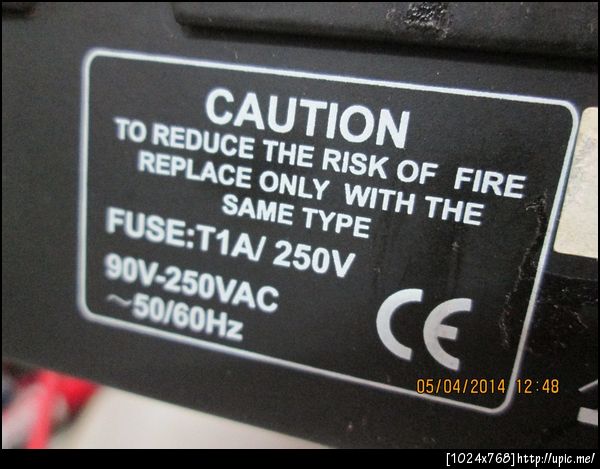 CAUTION
TO REDUCE THE RISK OF FIRE
REPLACE ONLY WITH THE
SAME TYPE
FUSE:T1A/ 250V
90V-250VAC
～50/60Hz
CE
05/04/2014 12:48
[1024x768]http://upic.me/